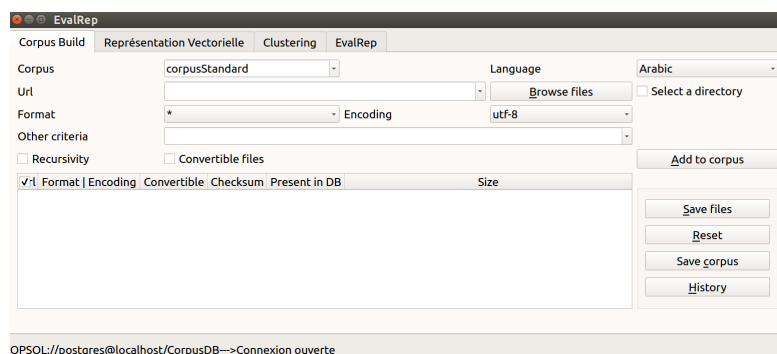 EvalRep
Corpus Build Représentation Vectorielle Clustering EvalRep
Corpus corpusStandard Language Arabic
Url Browse files Select a directory
Format * Encoding utf-8
Other criteria
Recursivity Convertible files Add to corpus
Format | Encoding Convertible Checksum Present in DB Size
Save files
Reset
Save corpus
History
QPSQL://postgres@localhost/CorpusDB--->Connexion ouverte